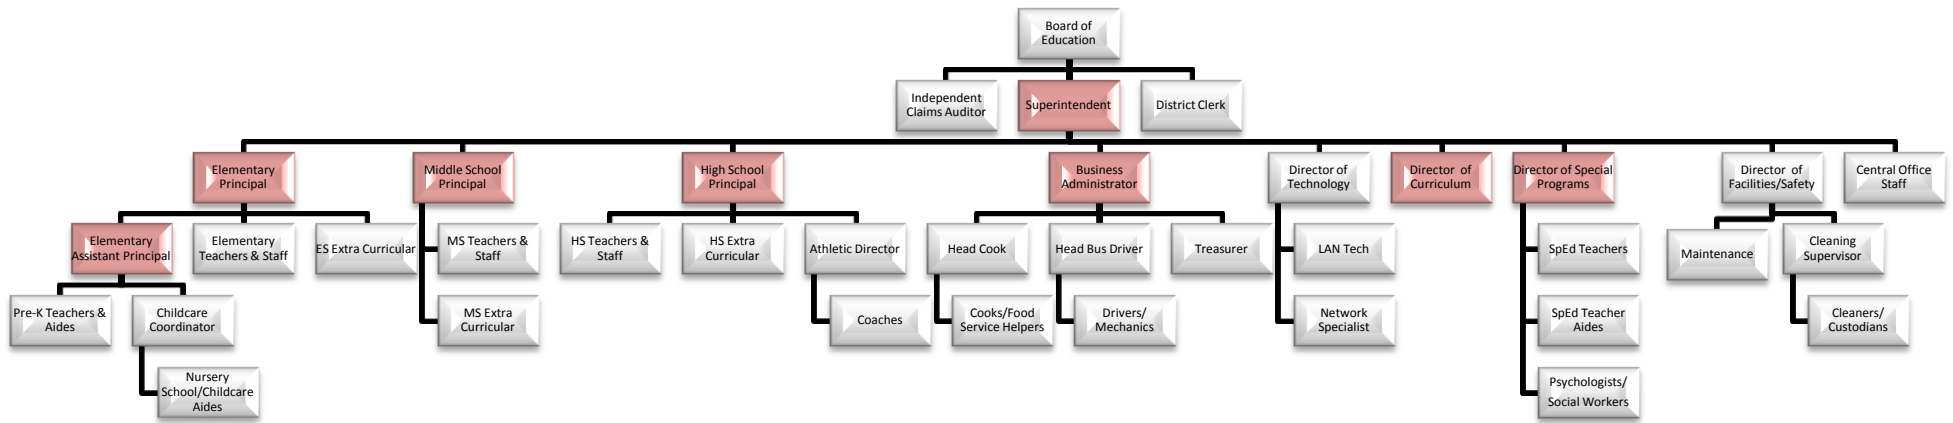 Board of
Education
Independent
Claims Auditor
Superintendent
District Clerk
Elementary
Principal
Middle School
Principal
High School
Principal
Business
Administrator
Director of
Technology
Director of
Curriculum
Director of Special
Programs
Director of
Facilities/Safety
Central Office
Staff
Elementary
Assistant Principal
Elementary
Teachers & Staff
ES Extra Curricular
MS Teachers &
Staff
HS Teachers &
Staff
HS Extra
Curricular
Athletic Director
Head Cook
Head Bus Driver
Treasurer
LAN Tech
SpEd Teachers
Maintenance
Cleaning
Supervisor
Pre-K Teachers &
Aides
Childcare
Coordinator
MS Extra
Curricular
Coaches
Cooks/Food
Service Helpers
Drivers/
Mechanics
Network
Specialist
SpEd Teacher
Aides
Cleaners/
Custodians
Nursery
School/Childcare
Aides
Psychologists/
Social Workers